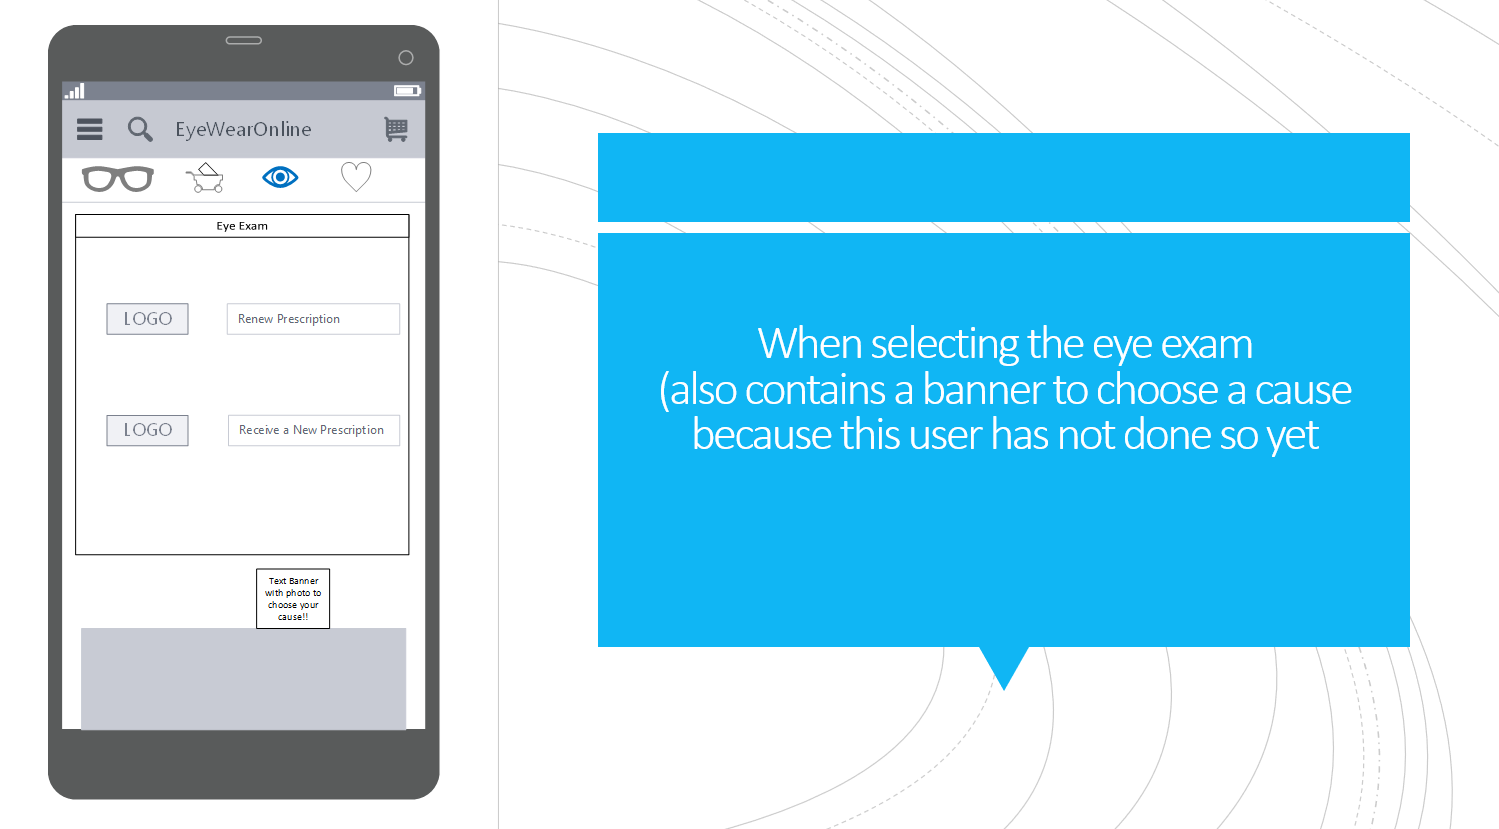 EyeWearOnline
Eye Exam
LOGO
Renew Prescription
LOGO
Receive a New Prescription
Text Banner
with photo to
choose your
cause!!
When selecting the eye exam
(also contains a banner to choose a cause
because this user has not done so yet